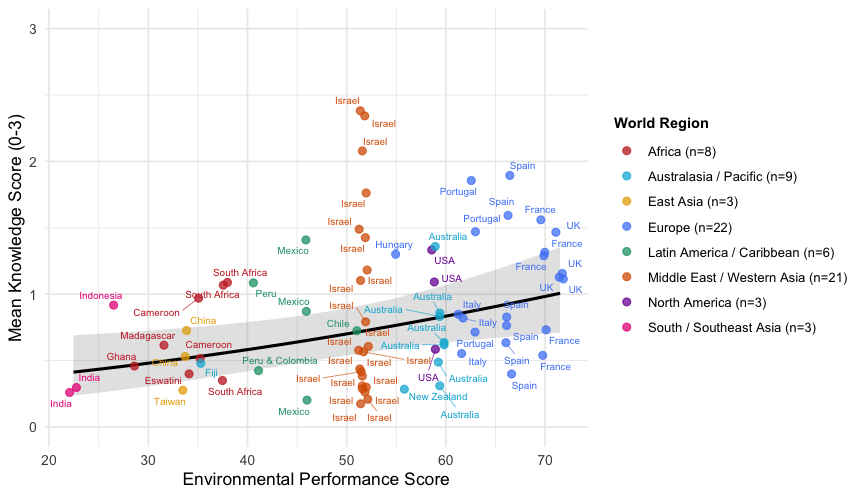 3
2
1
0
20
30
40
50
60
70
Mean Knowledge Score (0-3)
Environmental Performance Score
World Region
Africa (n=8)
Australasia / Pacific (n=9)
East Asia (n=3)
Europe (n=22)
Latin America / Caribbean (n=6)
Middle East / Western Asia (n=21)
North America (n=3)
South / Southeast Asia (n=3)
Israel
Israel
Israel
Spain
Portugal
Israel
Spain
France
Israel
Portugal
UK
Australia
Mexico
Israel
Hungary
France
USA
France
UK
South Africa
Israel
USA
Indonesia
South Africa
Peru
UK
Mexico
Australia
Cameroon
Israel
Australia
Italy
Spain
China
Chile
Italy
Australia
Madagascar
Israel
Cameroon
Israel
Portugal
Spain
Ghana
China
Peru & Colombia
Israel
Israel
Australia
Italy
France
Fiji
India
Eswatini
Israel
Israel
USA
Australia
Spain
South Africa
Israel
New Zealand
India
Taiwan
Israel
Israel
Mexico
Israel
Israel
Australia